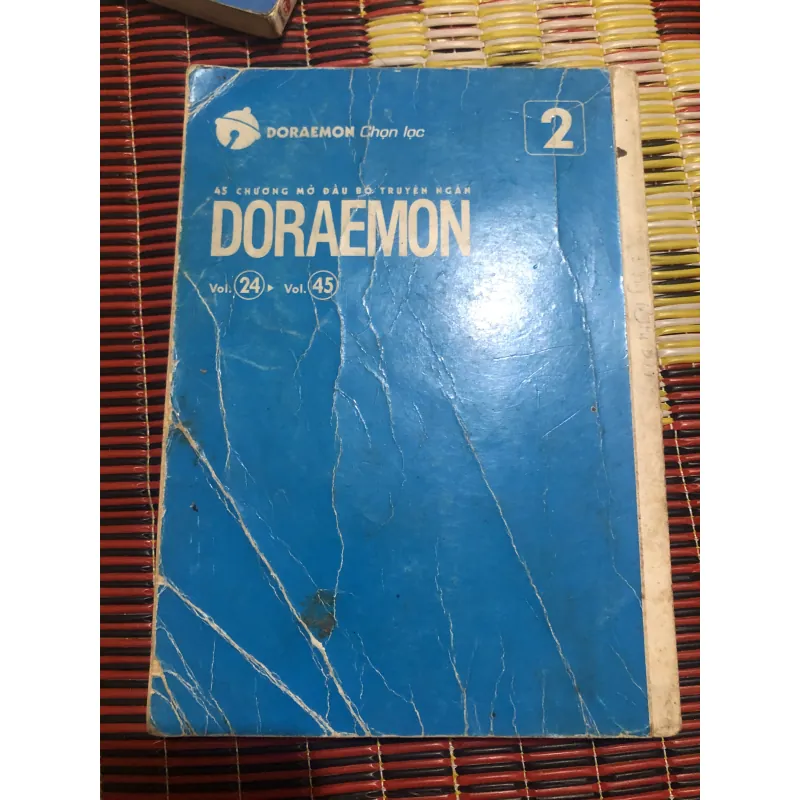 DORAEMON Chọn lọc
2
45 CHƯƠNG MỞ ĐẦU BỘ TRUYỆN NGẮN
DORAEMON
Vol. 24 ▸ Vol. 45